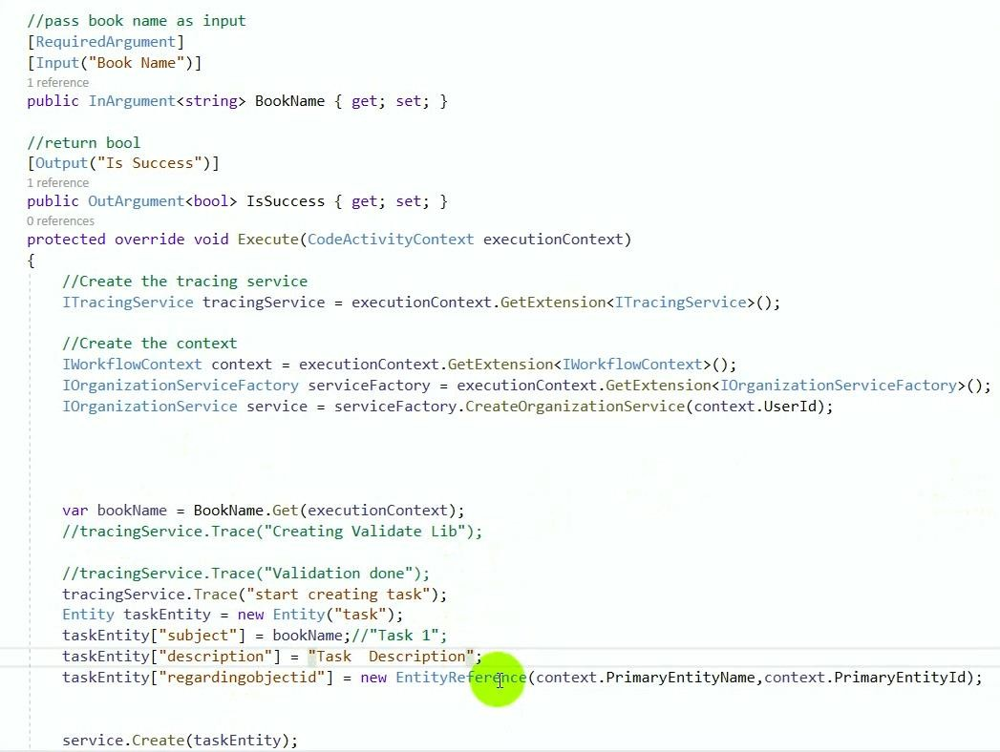 //pass book name as input
[RequiredArgument]
[Input("Book Name")]
1 reference
public InArgument<string> BookName { get; set; }
//return bool
[Output("Is Success")]
1 reference
public OutArgument<bool> IsSuccess { get; set; }
0 references
protected override void Execute(CodeActivityContext executionContext)
{
//Create the tracing service
ITracingService tracingService = executionContext.GetExtension<ITracingService>();
//Create the context
IWorkflowContext context = executionContext.GetExtension<IWorkflowContext>();
IOrganizationServiceFactory serviceFactory = executionContext.GetExtension<IOrganizationServiceFactory>();
IOrganizationService service = serviceFactory.CreateOrganizationService(context.UserId);
var bookName = BookName.Get(executionContext);
//tracingService.Trace("Creating Validate Lib");
//tracingService.Trace("Validation done");
tracingService.Trace("start creating task");
Entity taskEntity = new Entity("task");
taskEntity["subject"] = bookName;//"Task 1";
taskEntity["description"] = "Task  Description";
taskEntity["regardingobjectid"] = new EntityReference(context.PrimaryEntityName,context.PrimaryEntityId);
service.Create(taskEntity);